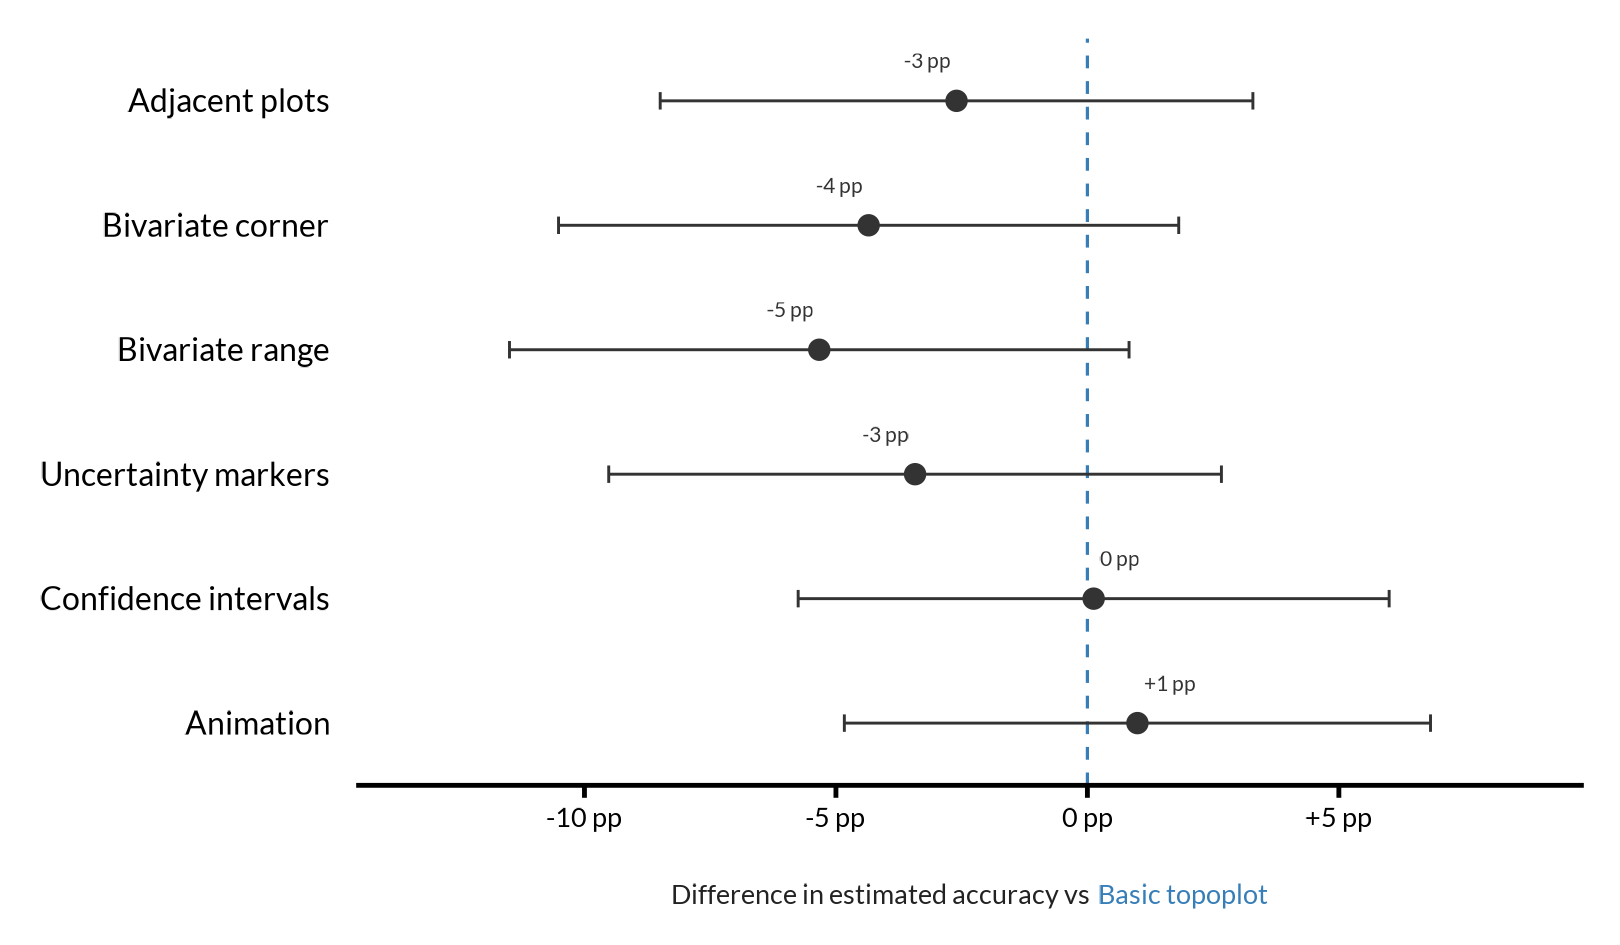 -3 pp
Adjacent plots
-4 pp
Bivariate corner
-5 pp
Bivariate range
-3 pp
Uncertainty markers
0 pp
Confidence intervals
+1 pp
Animation
-10 pp -5 pp 0 pp +5 pp
Difference in estimated accuracy vs Basic topoplot